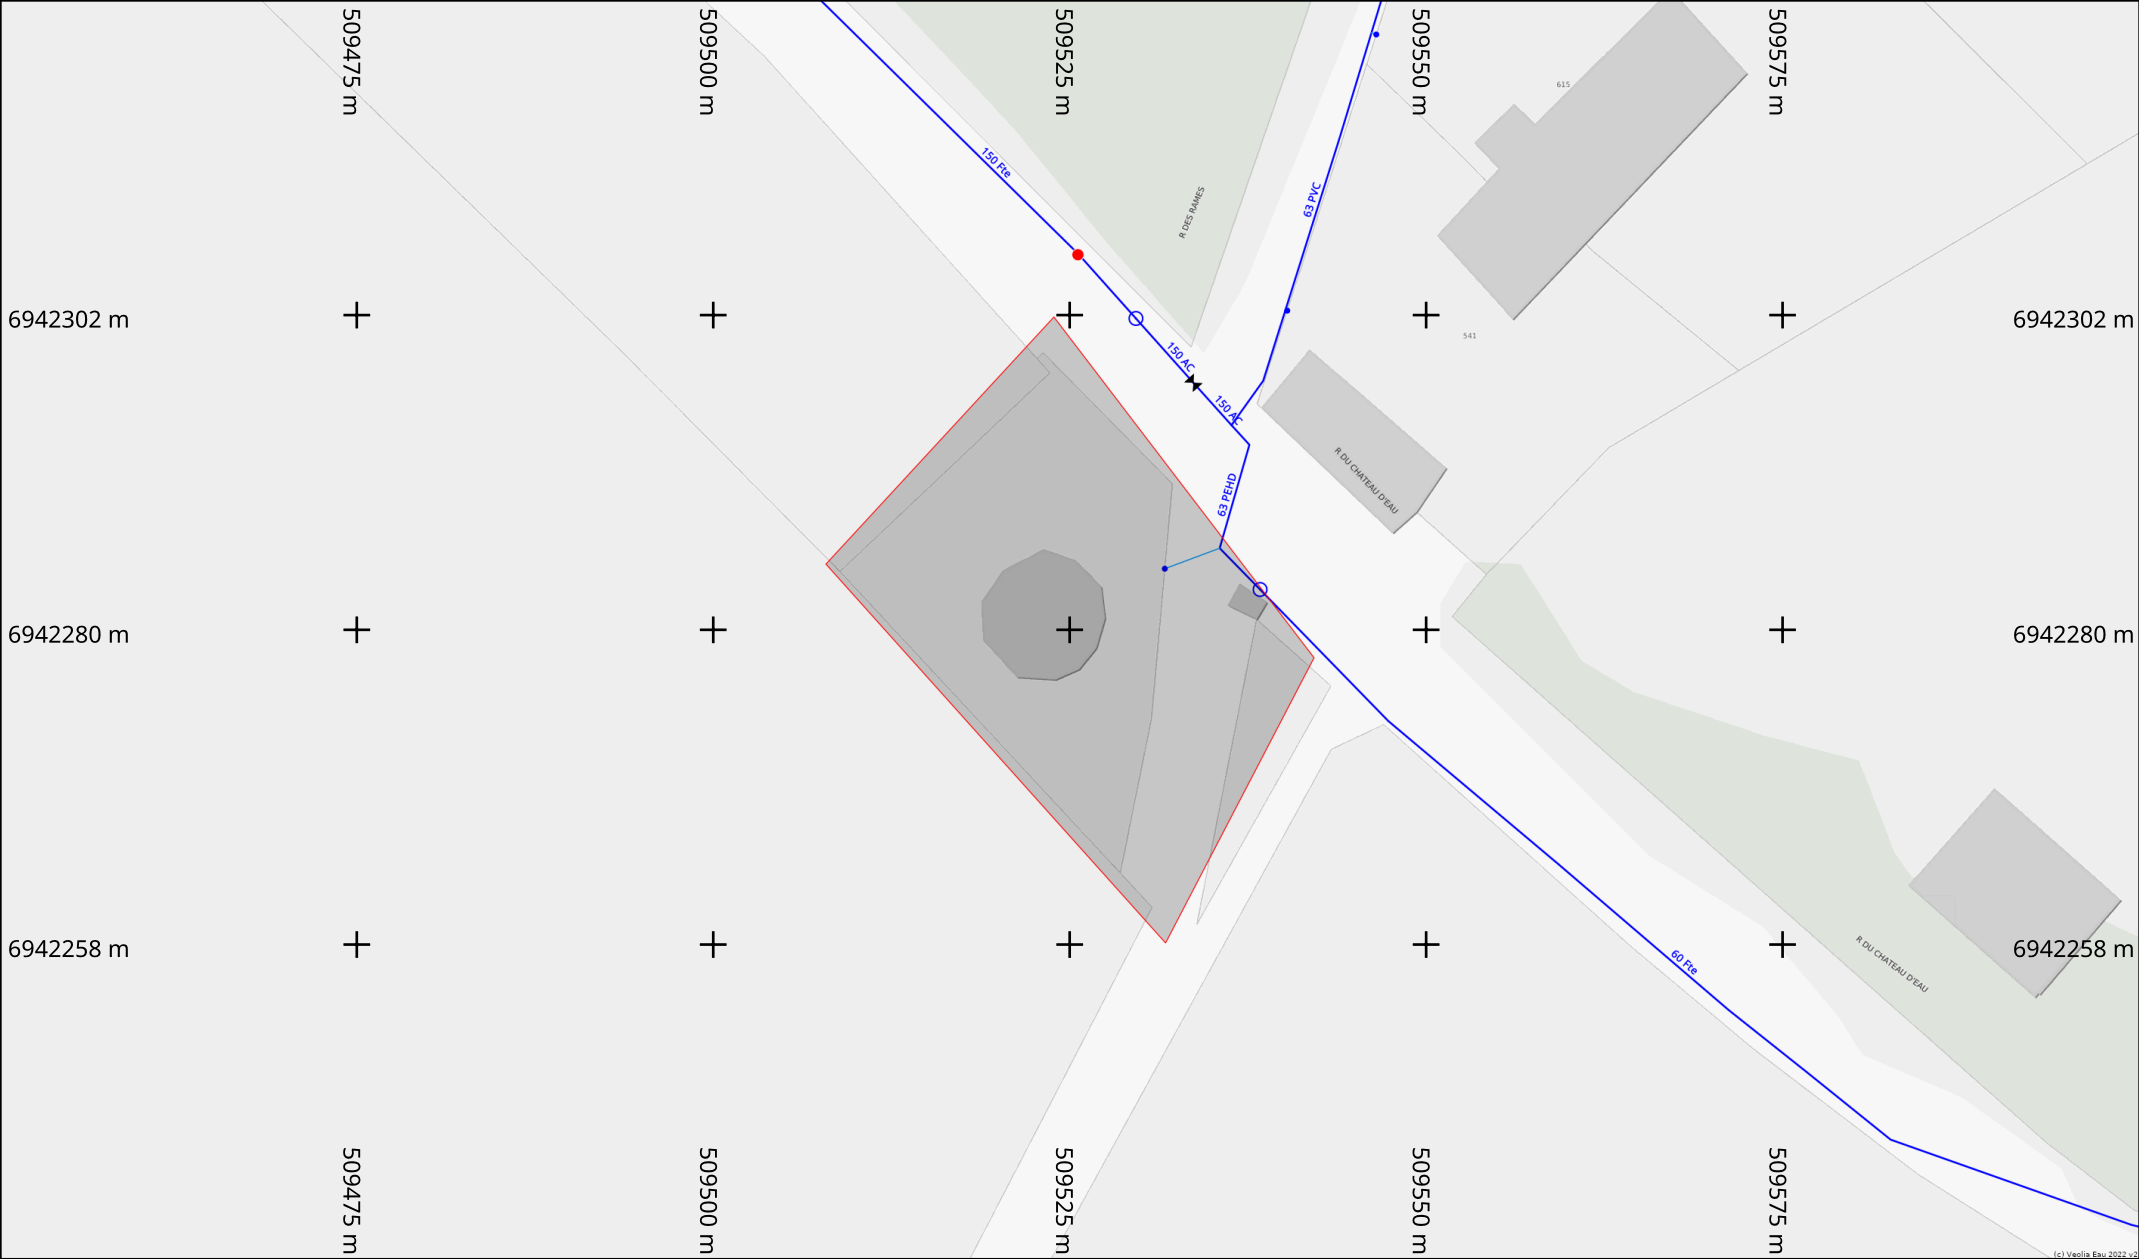 509475 m
509500 m
509525 m
509550 m
509575 m
615
150 Fte
R DES RAMES
63 PVC
6942302 m
6942302 m
541
150 AC
150 AC
R DU CHATEAU D'EAU
63 PEHD
6942280 m
6942280 m
6942258 m
6942258 m
R DU CHATEAU D'EAU
60 Fte
509475 m
509500 m
509525 m
509550 m
509575 m
(c) Veolia Eau 2022 v2